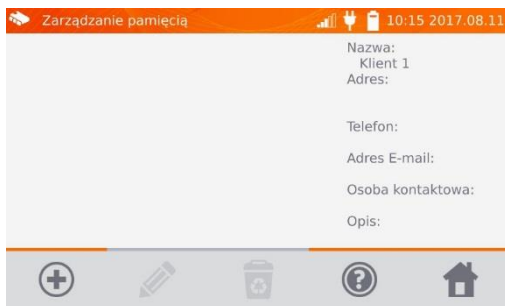 Zarządzanie pamięcią
10:15 2017.08.11
Nazwa:
Klient 1
Adres:
Telefon:
Adres E-mail:
Osoba kontaktowa:
Opis: